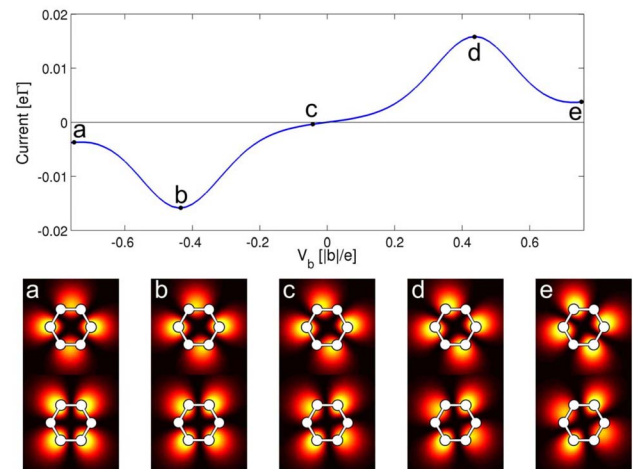 0.02
0.01
0
-0.01
-0.02
Current [eΓ]
a
b
c
d
e
-0.6
-0.4
-0.2
0
0.2
0.4
0.6
V_b [|b|/e]
a
b
c
d
e